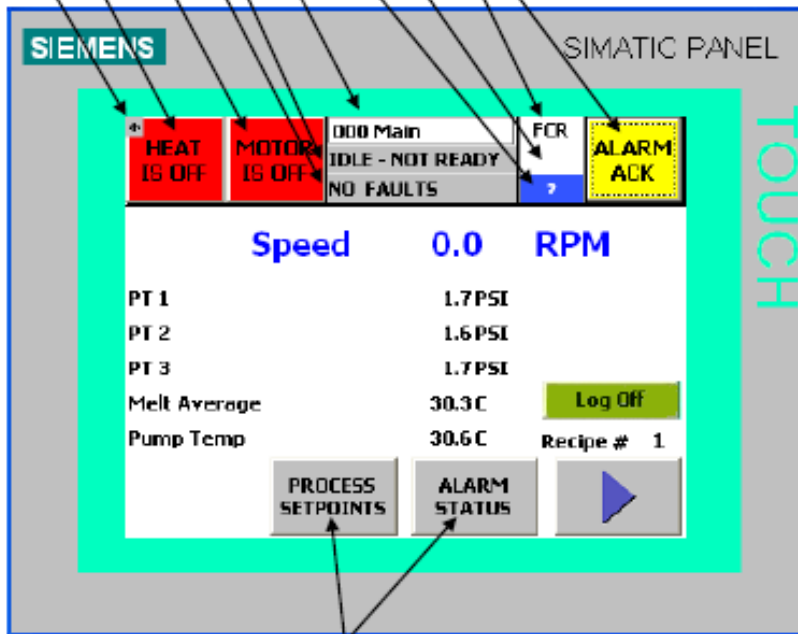 SIEMENS
SIMATIC PANEL
TOUCH
HEAT
IS OFF
MOTOR
IS OFF
000 Main
IDLE - NOT READY
NO FAULTS
FCR
?
ALARM
ACK
Speed 0.0 RPM
PT 1 1.7 PSI
PT 2 1.6 PSI
PT 3 1.7 PSI
Melt Average 30.3 C
Log Off
Pump Temp 30.6 C
Recipe # 1
PROCESS
SETPOINTS
ALARM
STATUS